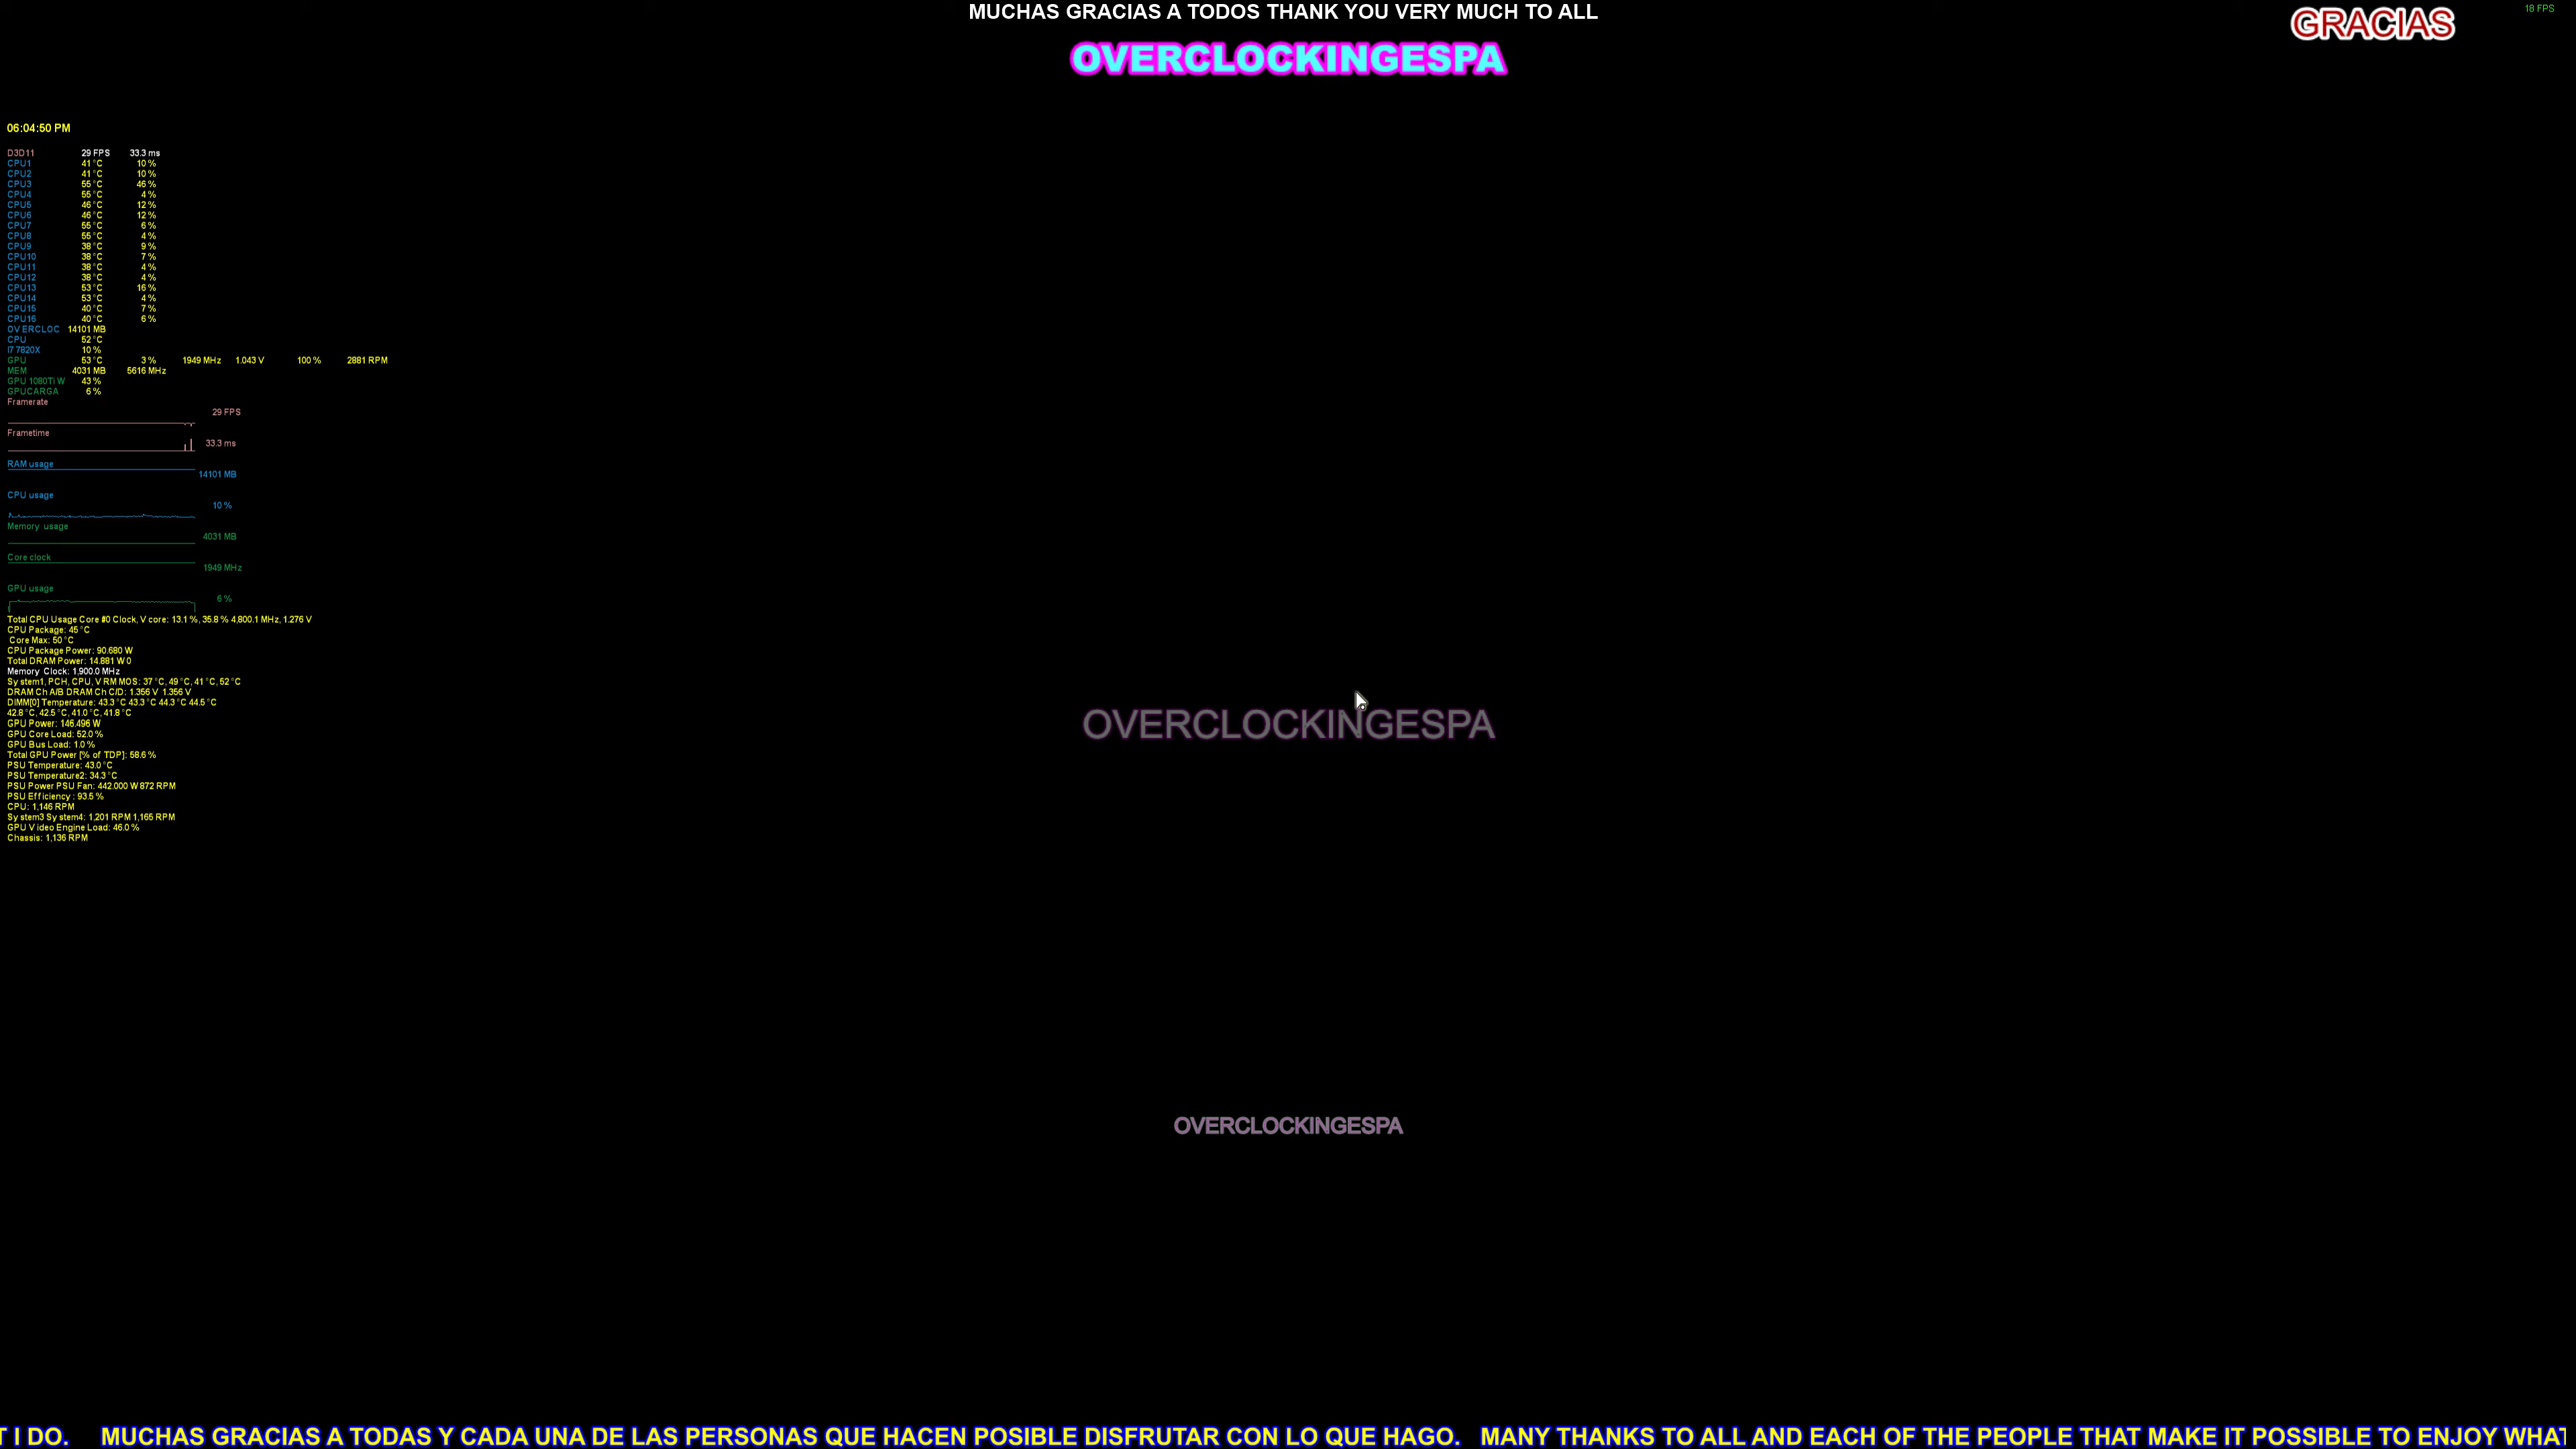 MUCHAS GRACIAS A TODOS THANK YOU VERY MUCH TO ALL
GRACIAS
18 FPS
OVERCLOCKINGESPA
06:04:50 PM
D3D11 29 FPS 33.3 ms
CPU1 41 °C 10 %
CPU2 41 °C 10 %
CPU3 55 °C 46 %
CPU4 55 °C 4 %
CPU5 46 °C 12 %
CPU6 46 °C 12 %
CPU7 55 °C 6 %
CPU8 55 °C 4 %
CPU9 38 °C 9 %
CPU10 38 °C 7 %
CPU11 38 °C 4 %
CPU12 38 °C 4 %
CPU13 53 °C 16 %
CPU14 53 °C 4 %
CPU15 40 °C 7 %
CPU16 40 °C 6 %
OVERCLOC 14101 MB
CPU 52 °C
I7 7820X 10 %
GPU 53 °C 3 % 1949 MHz 1.043 V 100 % 2881 RPM
MEM 4031 MB 5616 MHz
GPU 1080TI W 43 %
GPUCARGA 6 %
Framerate
29 FPS
Frametime
33.3 ms
RAM usage
14101 MB
CPU usage
10 %
Memory usage
4031 MB
Core clock
1949 MHz
GPU usage
6 %
Total CPU Usage Core #0 Clock, V core: 13.1 %, 35.8 % 4,800.1 MHz, 1.276 V
CPU Package: 45 °C
Core Max: 50 °C
CPU Package Power: 90.680 W
Total DRAM Power: 14.881 W 0
Memory Clock: 1,900.0 MHz
System1, PCH, CPU, VRM MOS: 37 °C, 49 °C, 41 °C, 52 °C
DRAM Ch A/B DRAM Ch C/D: 1.356 V 1.356 V
DIMM[0] Temperature: 43.3 °C 43.3 °C 44.3 °C 44.5 °C
42.8 °C, 42.5 °C, 41.0 °C, 41.8 °C
GPU Power: 146.496 W
GPU Core Load: 52.0 %
GPU Bus Load: 1.0 %
Total GPU Power [% of TDP]: 58.6 %
PSU Temperature: 43.0 °C
PSU Temperature2: 34.3 °C
PSU Power PSU Fan: 442.000 W 872 RPM
PSU Efficiency: 93.5 %
CPU: 1,146 RPM
System3 System4: 1,201 RPM 1,165 RPM
GPU Video Engine Load: 46.0 %
Chassis: 1,136 RPM
OVERCLOCKINGESPA
OVERCLOCKINGESPA
T I DO. MUCHAS GRACIAS A TODAS Y CADA UNA DE LAS PERSONAS QUE HACEN POSIBLE DISFRUTAR CON LO QUE HAGO. MANY THANKS TO ALL AND EACH OF THE PEOPLE THAT MAKE IT POSSIBLE TO ENJOY WHAT